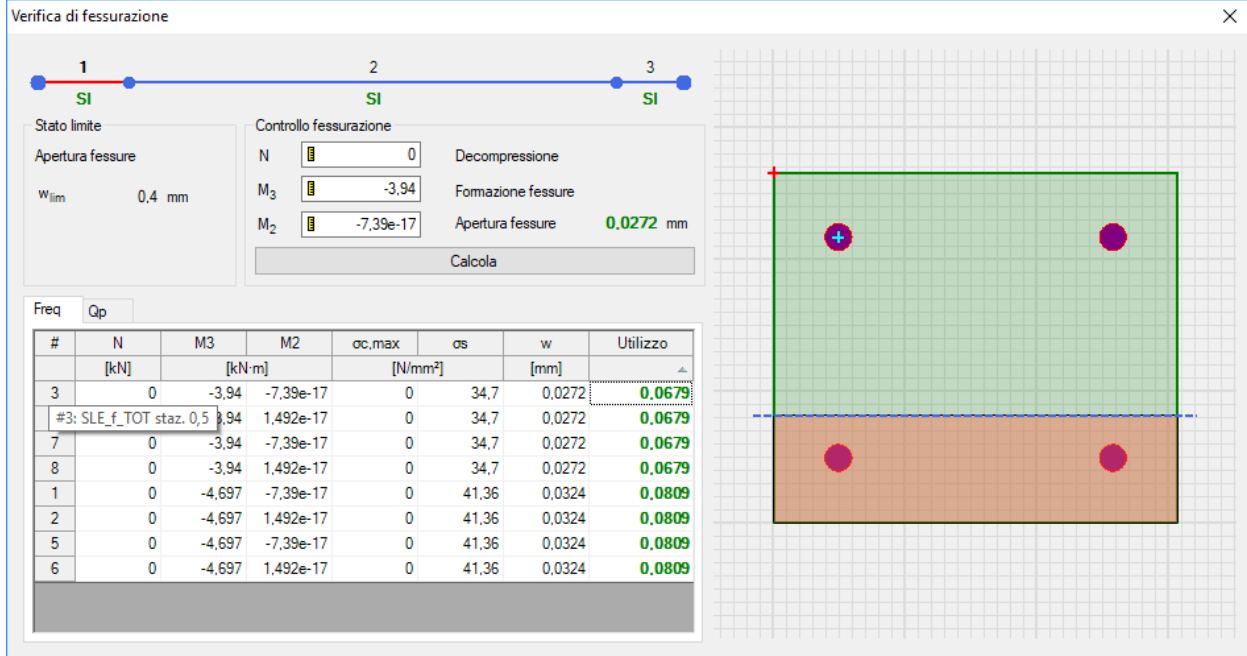 Verifica di fessurazione
1 2 3
SI SI SI
Stato limite
Apertura fessure
wlim 0,4 mm
Controllo fessurazione
N 0 Decompressione
M3 -3,94 Formazione fessure
M2 -7,39e-17 Apertura fessure 0,0272 mm
Calcola
Freq Qp
# N M3 M2 σc,max σs w Utilizzo
[kN] [kN·m] [N/mm²] [mm]
3 0 -3,94 -7,39e-17 0 34,7 0,0272 0,0679
#3: SLE_f_TOT staz. 0,5 3,94 1,492e-17 0 34,7 0,0272 0,0679
7 0 -3,94 -7,39e-17 0 34,7 0,0272 0,0679
8 0 -3,94 1,492e-17 0 34,7 0,0272 0,0679
1 0 -4,697 -7,39e-17 0 41,36 0,0324 0,0809
2 0 -4,697 1,492e-17 0 41,36 0,0324 0,0809
5 0 -4,697 -7,39e-17 0 41,36 0,0324 0,0809
6 0 -4,697 1,492e-17 0 41,36 0,0324 0,0809